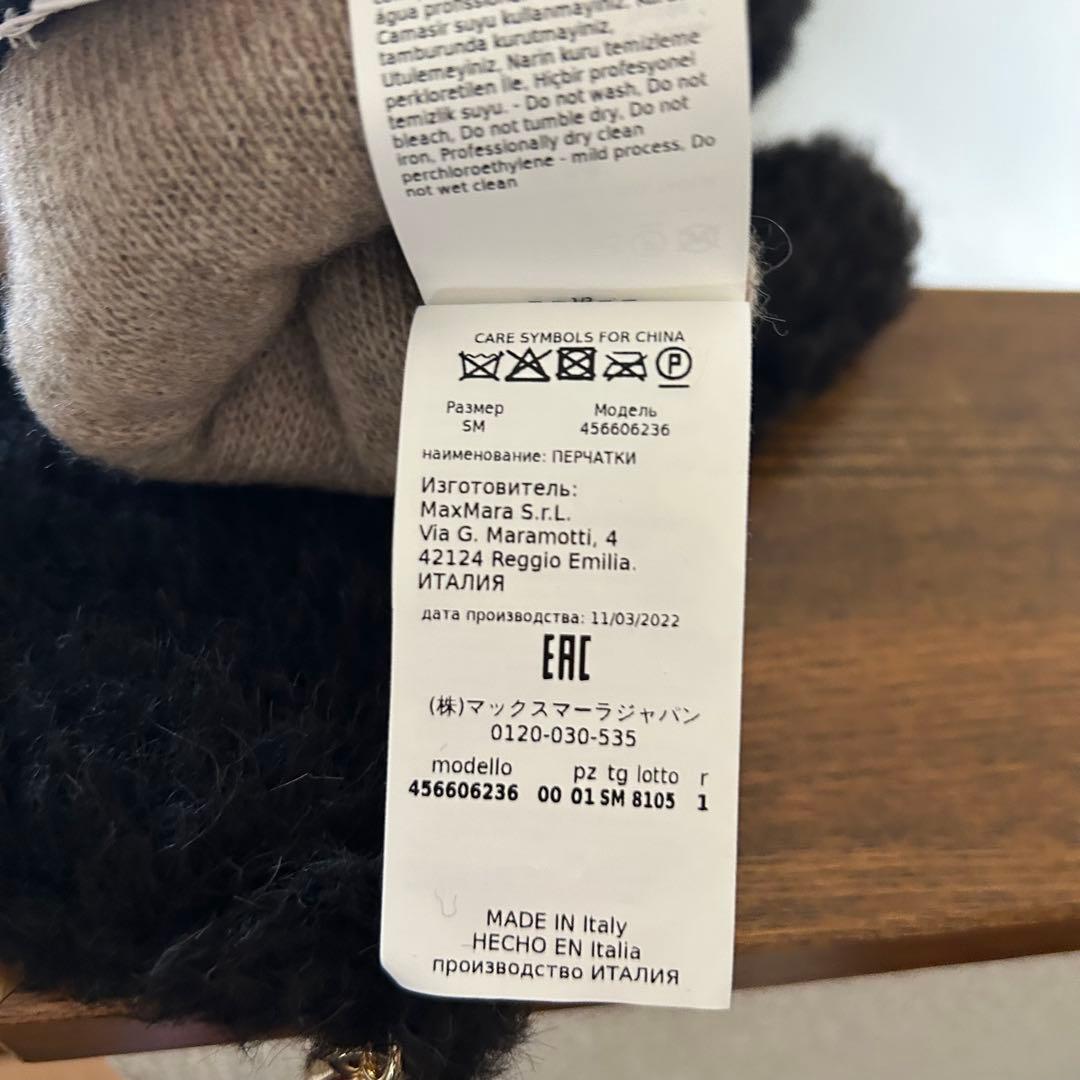 água profissional
Camasir suyu kullanmayiniz.
tamburunda kurutmayiniz.
Utulemeyiniz. Narin kuru temizleme
perkloretilen ile. Hiçbir profesyonel
temizlik suyu. - Do not wash. Do not
bleach. Do not tumble dry. Do not
iron. Professionally dry clean
perchloroethylene - mild process. Do
not wet clean
CARE SYMBOLS FOR CHINA
P
Размер Модель
SM 456606236
наименование: ПЕРЧАТКИ
Изготовитель:
MaxMara S.r.L.
Via G. Maramotti, 4
42124 Reggio Emilia.
ИТАЛИЯ
дата производства: 11/03/2022
EAC
(株)マックスマーラジャパン
0120-030-535
modello pz tg lotto r
456606236 00 01 SM 8105 1
MADE IN Italy
HECHO EN Italia
производство ИТАЛИЯ